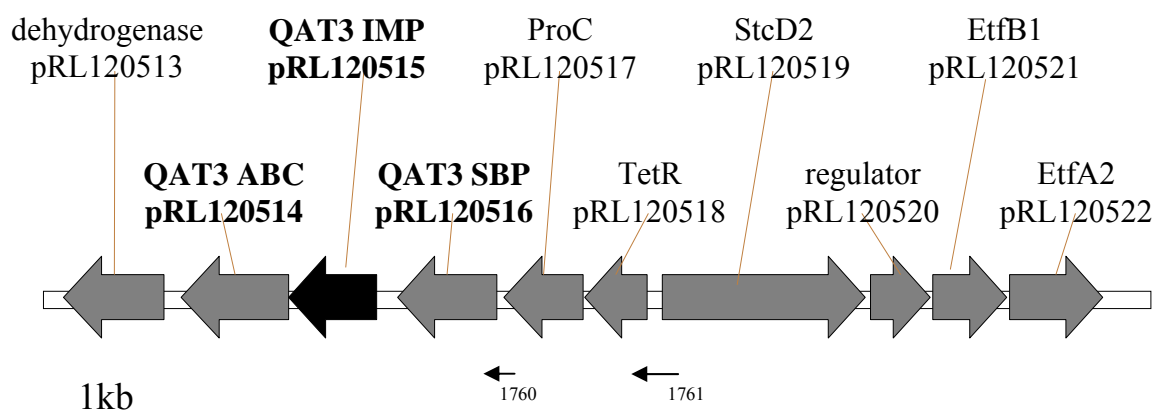 dehydrogenase
pRL120513
QAT3 IMP
pRL120515
ProC
pRL120517
StcD2
pRL120519
EtfB1
pRL120521
QAT3 ABC
pRL120514
QAT3 SBP
pRL120516
TetR
pRL120518
regulator
pRL120520
EtfA2
pRL120522
1760
1761
1kb